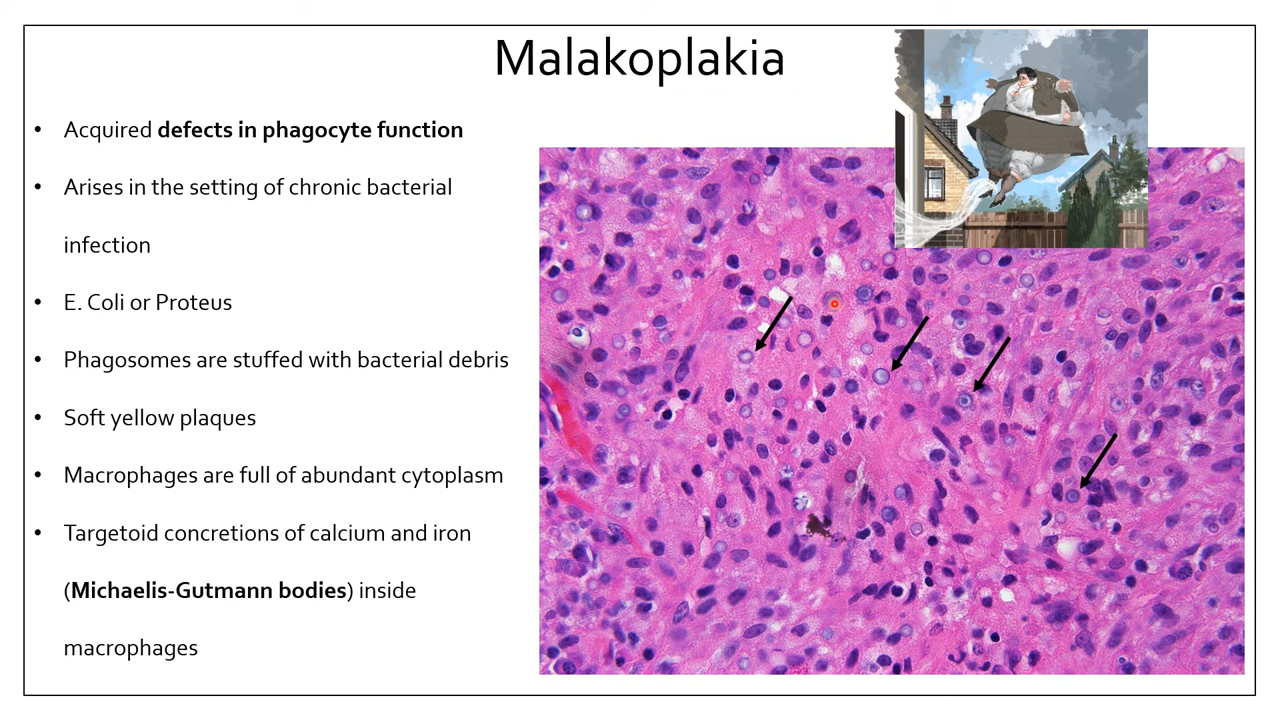 Malakoplakia
• Acquired defects in phagocyte function
• Arises in the setting of chronic bacterial
infection
• E. Coli or Proteus
• Phagosomes are stuffed with bacterial debris
• Soft yellow plaques
• Macrophages are full of abundant cytoplasm
• Targetoid concretions of calcium and iron
(Michaelis-Gutmann bodies) inside
macrophages